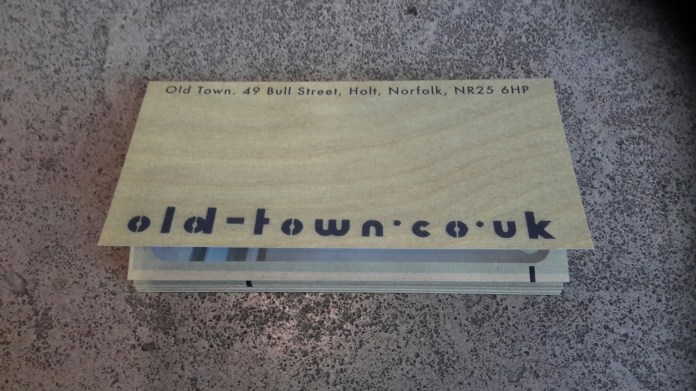 Old Town. 49 Bull Street, Holt, Norfolk, NR25 6HP
old-town.co.uk